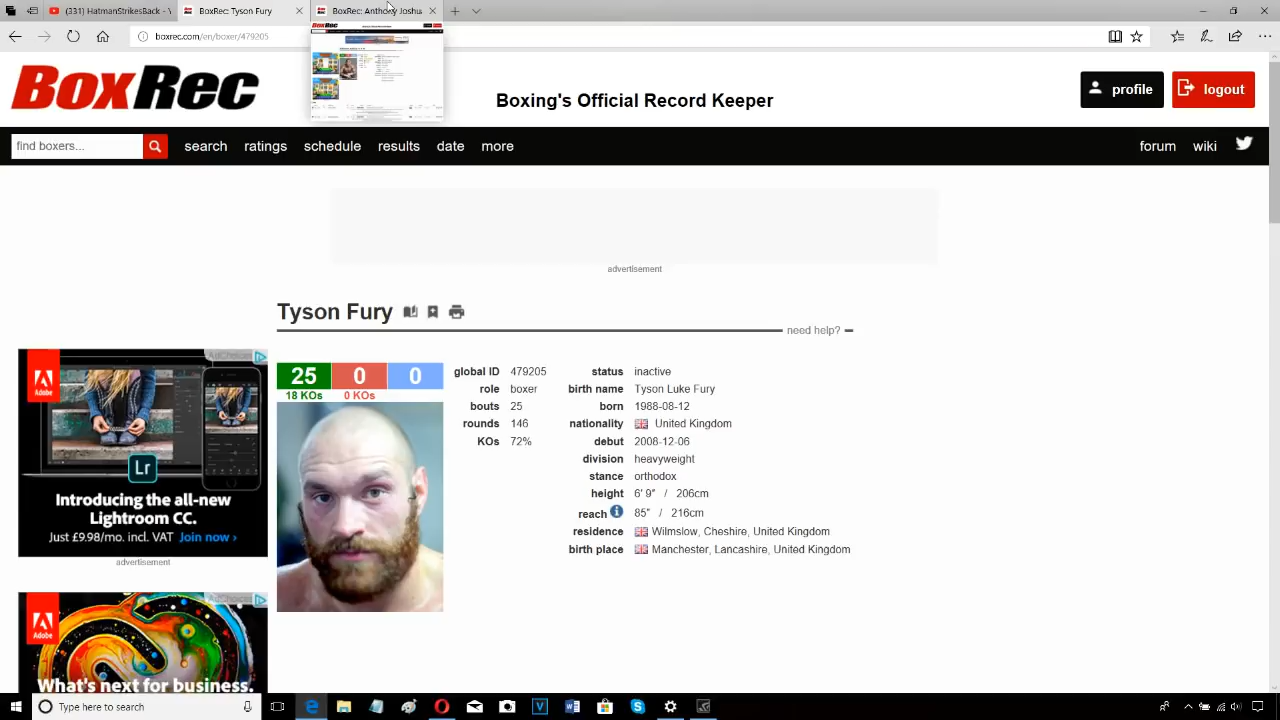 BoxRec
BoxRec - Tyson Fury
BoxRec
boxrec.com/en/boxer/479205
BoxRec
Boxing's Official Record Keeper
profile
logout
find boxers...
search
ratings
schedule
results
date
more
forum
wiki
advertisement
Tyson Fury
need help?
25
0
0
18 KOs
0 KOs
global ID 479205
role boxer
bouts 25
rounds 146
KOs 72%
status inactive
birth name Tyson Luke Fury
born 1988-08-12
nationality United Kingdom
debut 2008-12-06
division heavyweight
stance orthodox
height 6′ 9″ / 206cm
reach 85″ / 216cm
residence Wilmslow, Cheshire, United Kingdom
birth place Manchester, Lancashire, United Kingdom
AdChoices
Adobe
Lr
Introducing the all-new
Lightroom CC.
Just £9.98/mo. incl. VAT Join now ›
advertisement
Adobe
What's next for business.
Type here to search